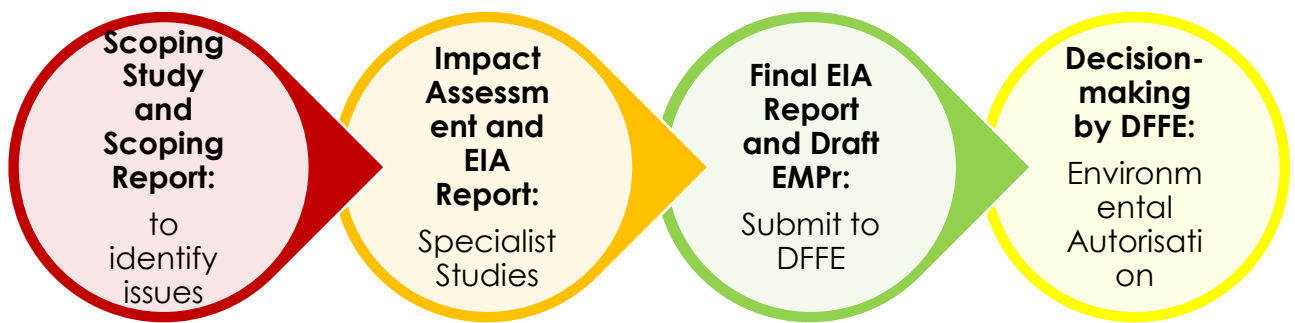 Scoping
Study
and
Scoping
Report:
to
identify
issues
Impact
Assessm
ent and
EIA
Report:
Specialist
Studies
Final EIA
Report
and Draft
EMPr:
Submit to
DFFE
Decision-
making
by DFFE:
Environm
ental
Autorisati
on